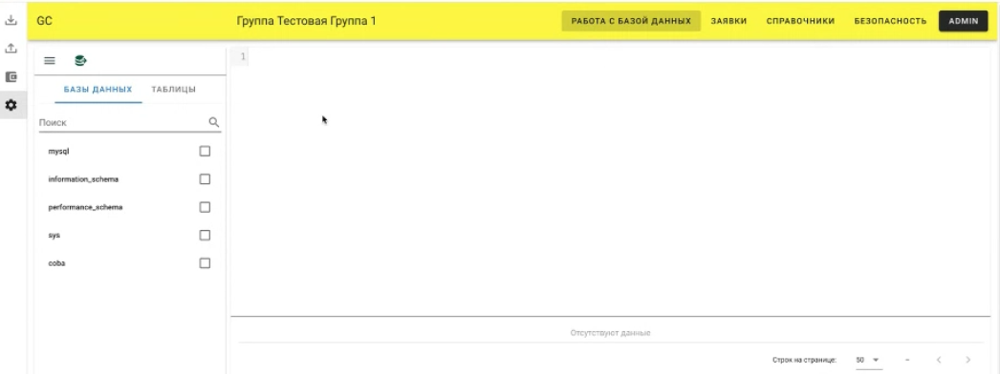 GC Группа Тестовая Группа 1 РАБОТА С БАЗОЙ ДАННЫХ ЗАЯВКИ СПРАВОЧНИКИ БЕЗОПАСНОСТЬ ADMIN
1
БАЗЫ ДАННЫХ ТАБЛИЦЫ
Поиск
mysql
information_schema
performance_schema
sys
coba
Отсутствуют данные
Строк на странице: 50 –